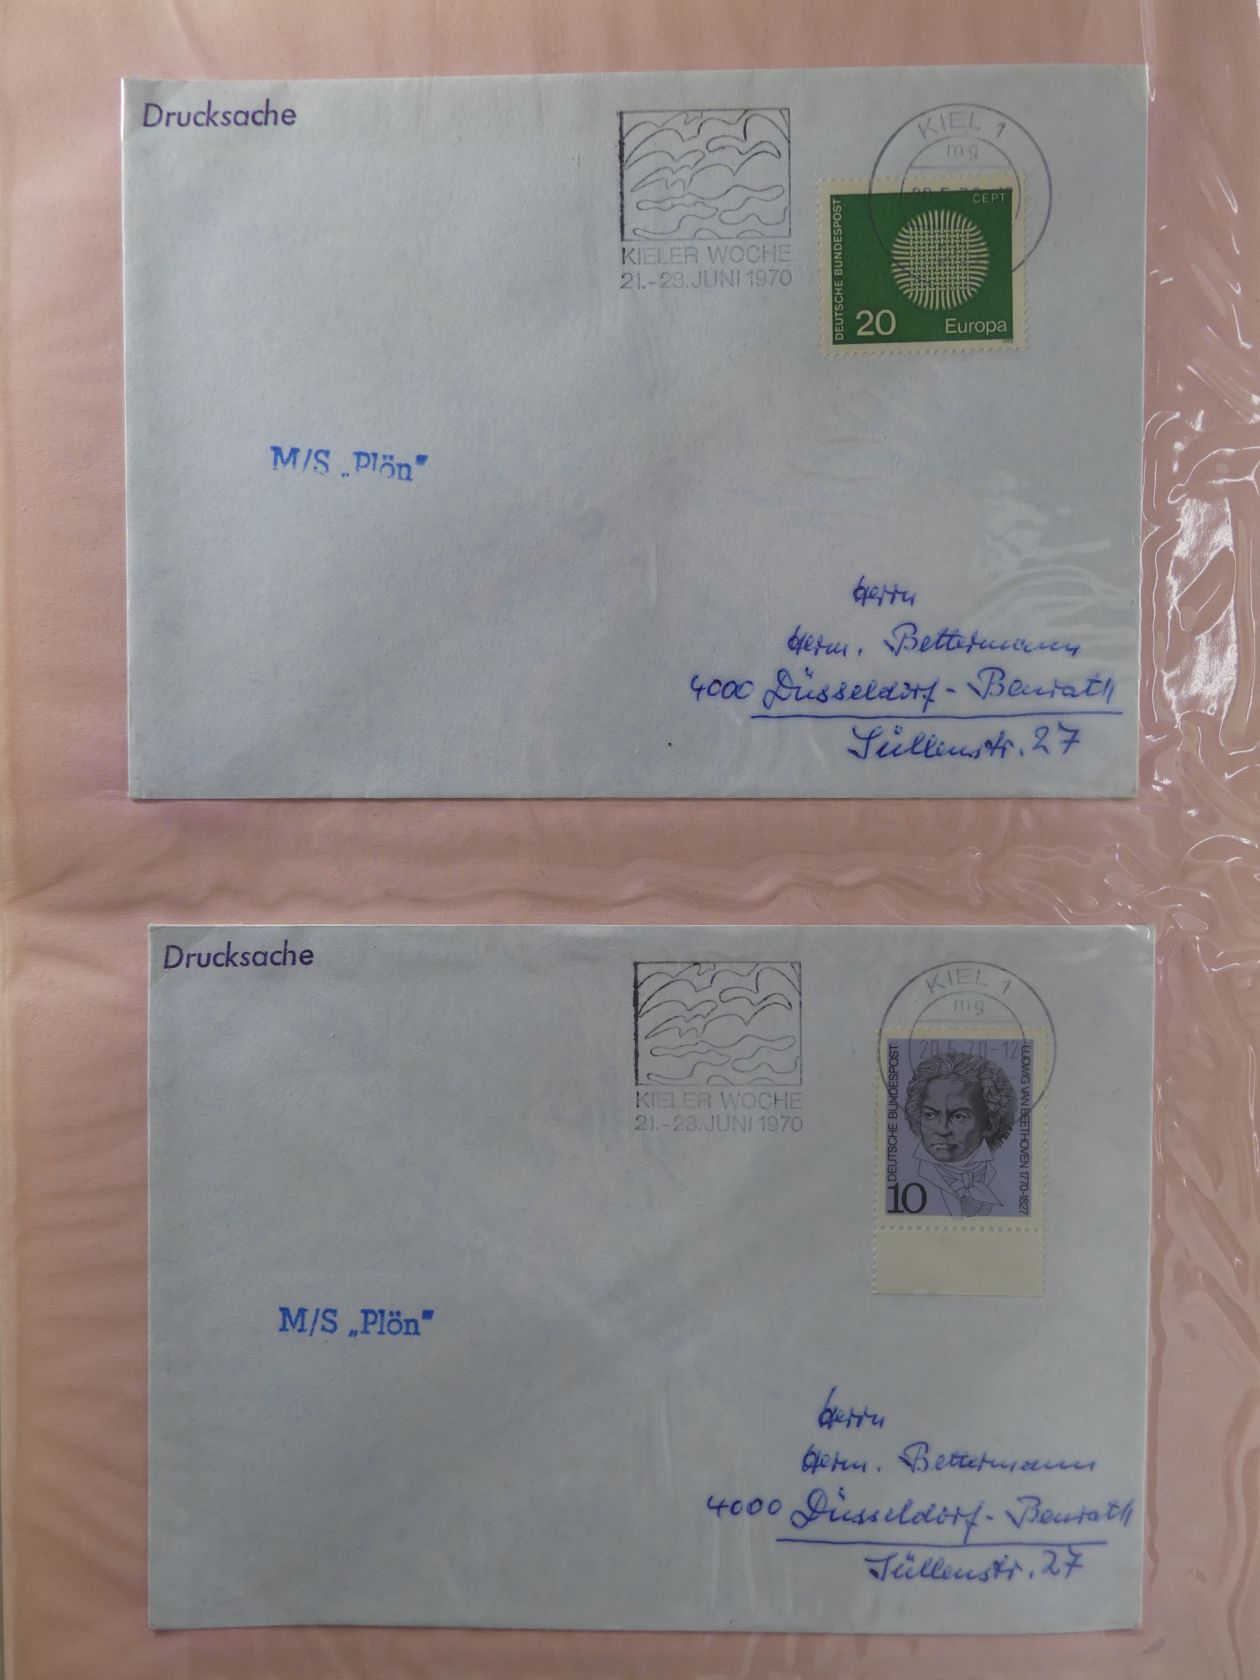 Drucksache
KIELER WOCHE
21.-28.JUNI 1970
KIEL 1
mg
DEUTSCHE BUNDESPOST
CEPT
20
Europa
M/S „Plön"
Herrn
Herm. Bettermann
4000 Düsseldorf-Benrath
Süllenstr. 27
Drucksache
KIELER WOCHE
21.-28.JUNI 1970
KIEL 1
mg
20.5.70-12
DEUTSCHE BUNDESPOST
LUDWIG VAN BEETHOVEN 1770-1827
10
M/S „Plön"
Herrn
Herm. Bettermann
4000 Düsseldorf-Benrath
Süllenstr. 27